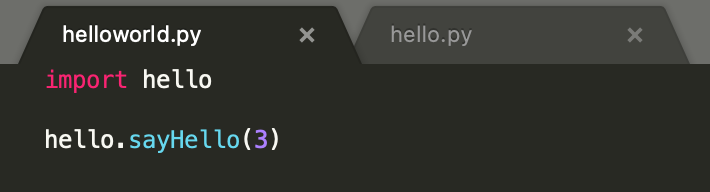 helloworld.py × hello.py ×
import hello
hello.sayHello(3)